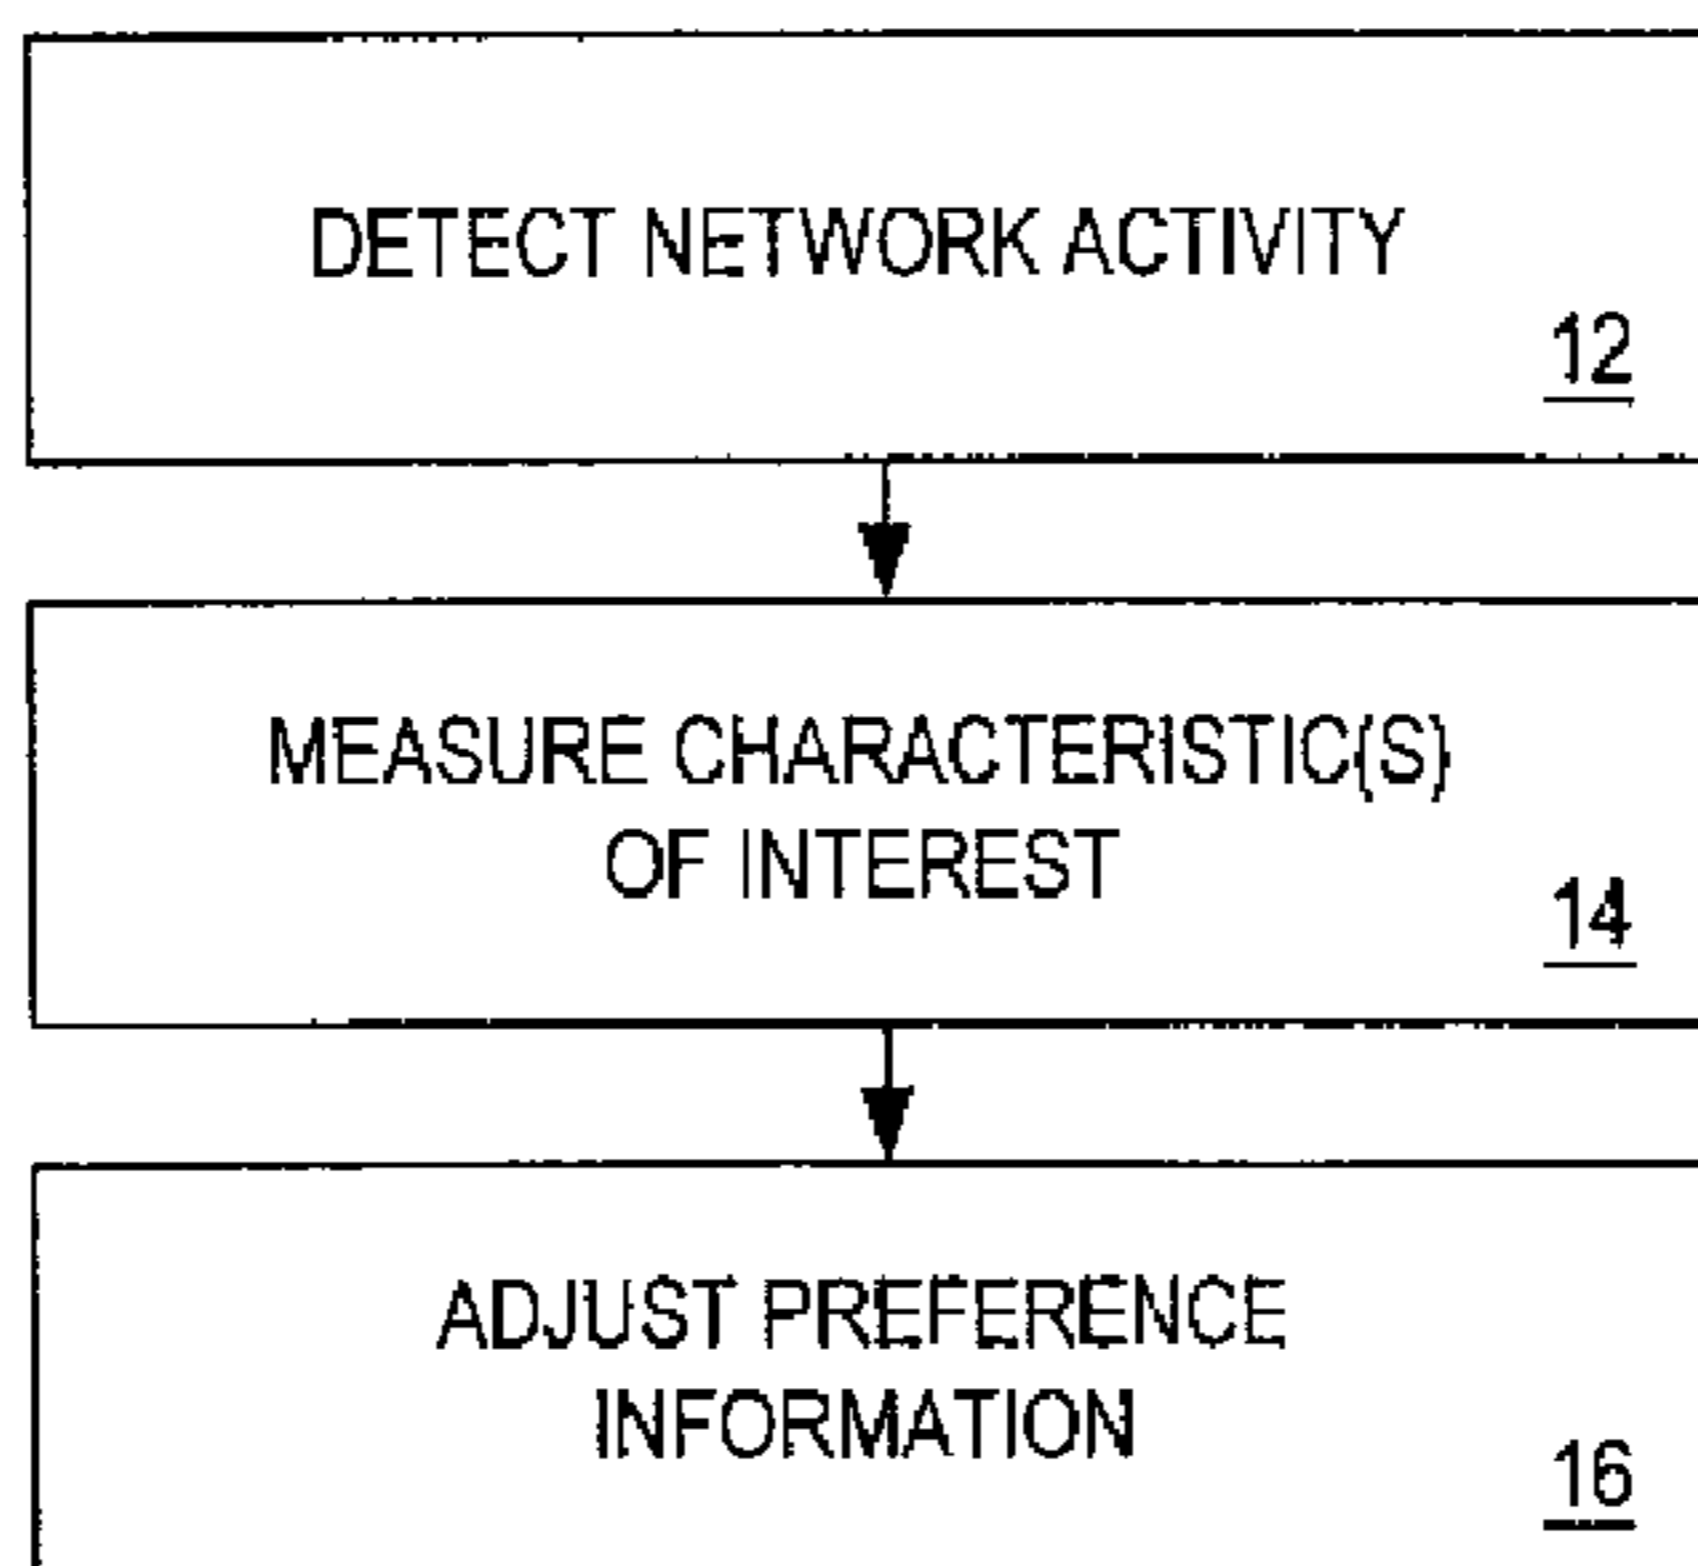 DETECT NETWORK ACTIVITY
12
MEASURE CHARACTERISTIC(S)
OF INTEREST
14
ADJUST PREFERENCE
INFORMATION
16